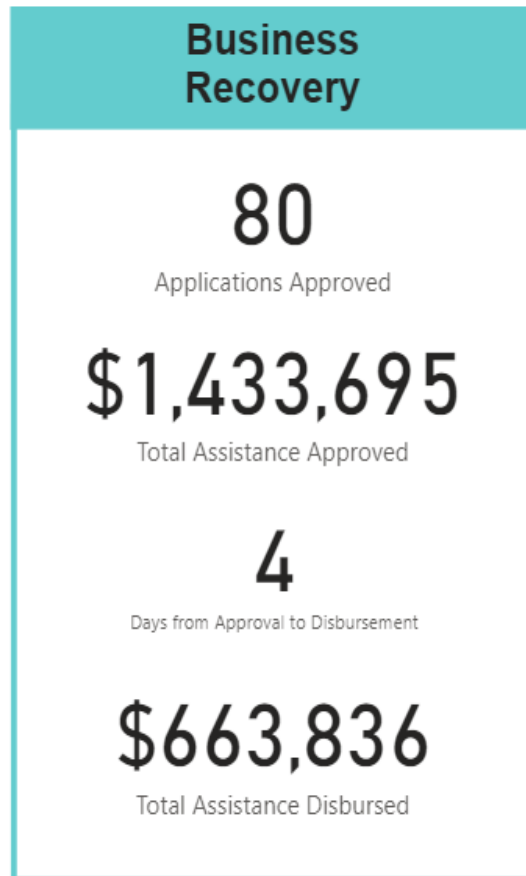 Business
Recovery
80
Applications Approved
$1,433,695
Total Assistance Approved
4
Days from Approval to Disbursement
$663,836
Total Assistance Disbursed